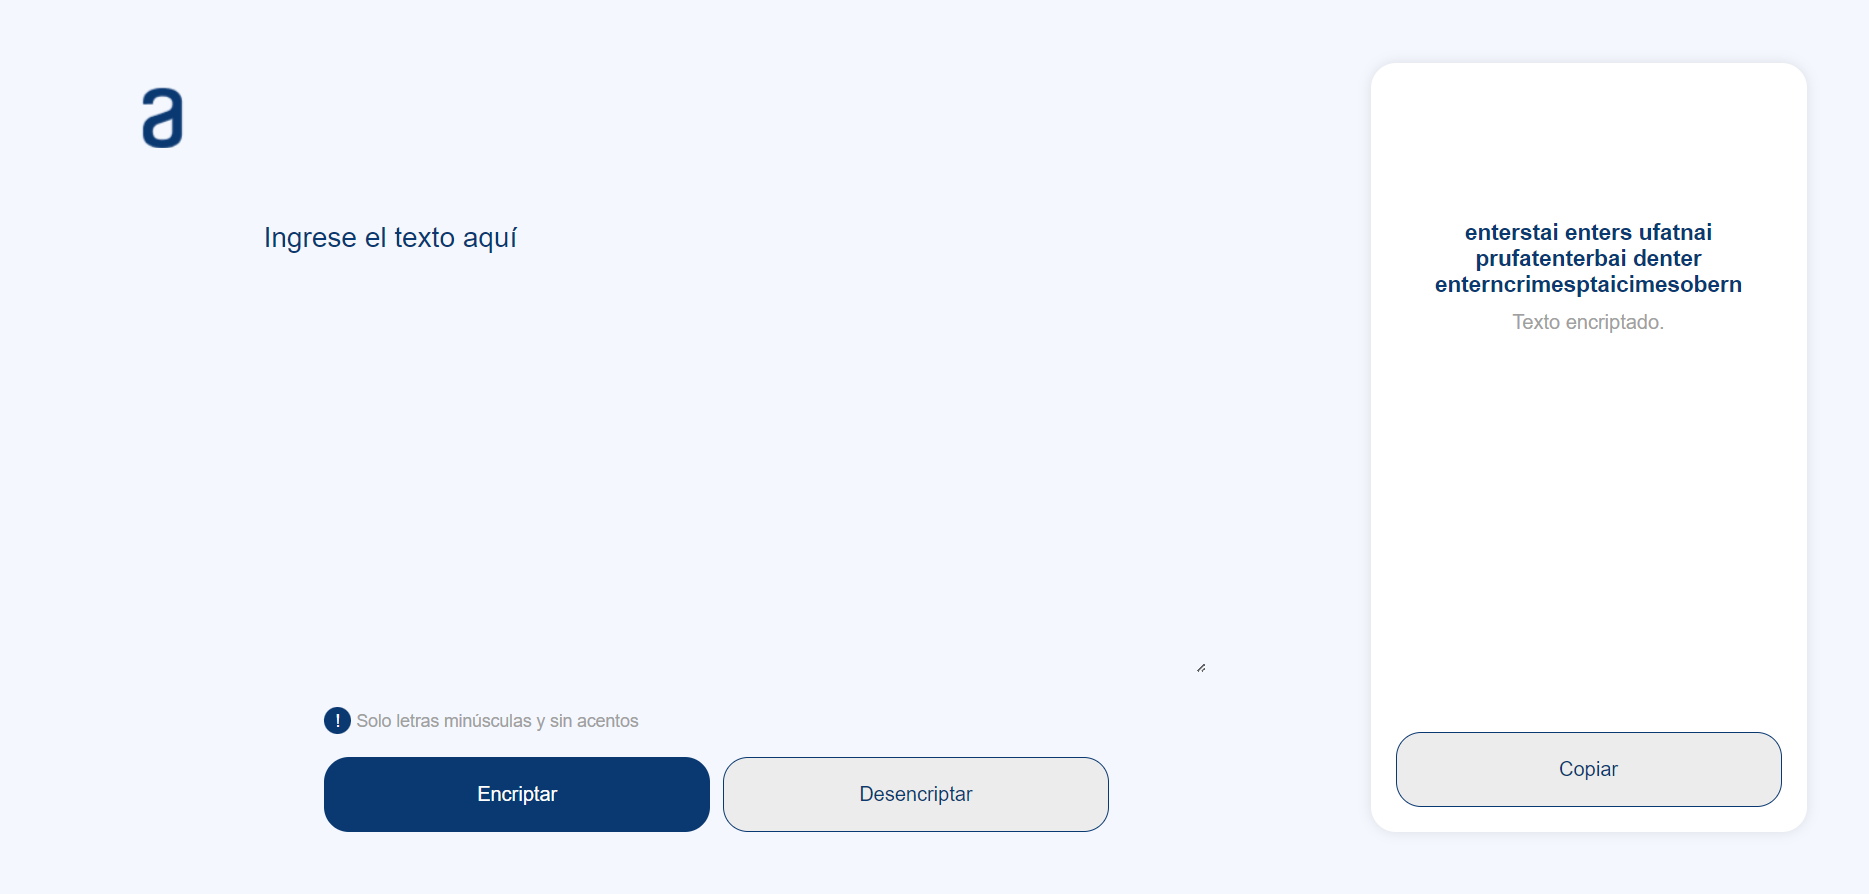 a
Ingrese el texto aquí
enterstai enters ufatnai
prufatenterbai denter
enterncrimesptaicimesobern
Texto encriptado.
! Solo letras minúsculas y sin acentos
Encriptar
Desencriptar
Copiar